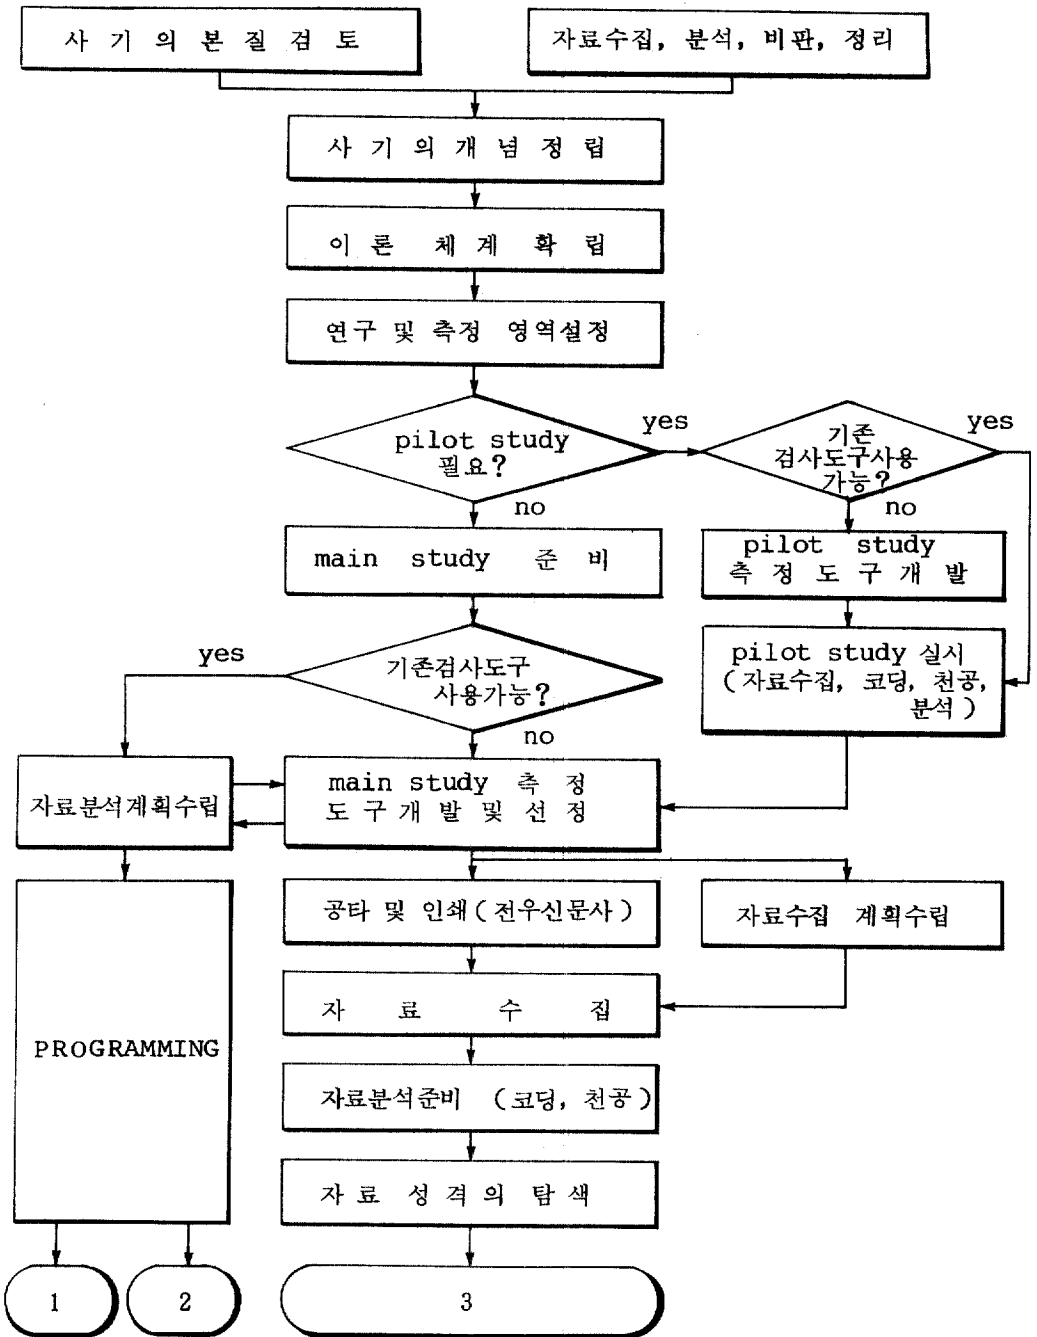 사 기 의 본 질 검 토
자료수집, 분석, 비판, 정리
사 기 의 개 념 정 립
이 론 체 계 확 립
연구 및 측정 영역설정
pilot study
필요?
yes
기존
검사도구사용
가능?
yes
no
no
main study 준 비
pilot study
측 정 도 구 개 발
yes
기존검사도구
사용가능?
pilot study 실시
(자료수집, 코딩, 천공,
분석)
no
자료분석계획수립
main study 측 정
도 구 개 발 및 선 정
공타 및 인쇄(전우신문사)
자료수집 계획수립
자 료 수 집
PROGRAMMING
자료분석준비 (코딩, 천공)
자 료 성 격 의 탐 색
1
2
3